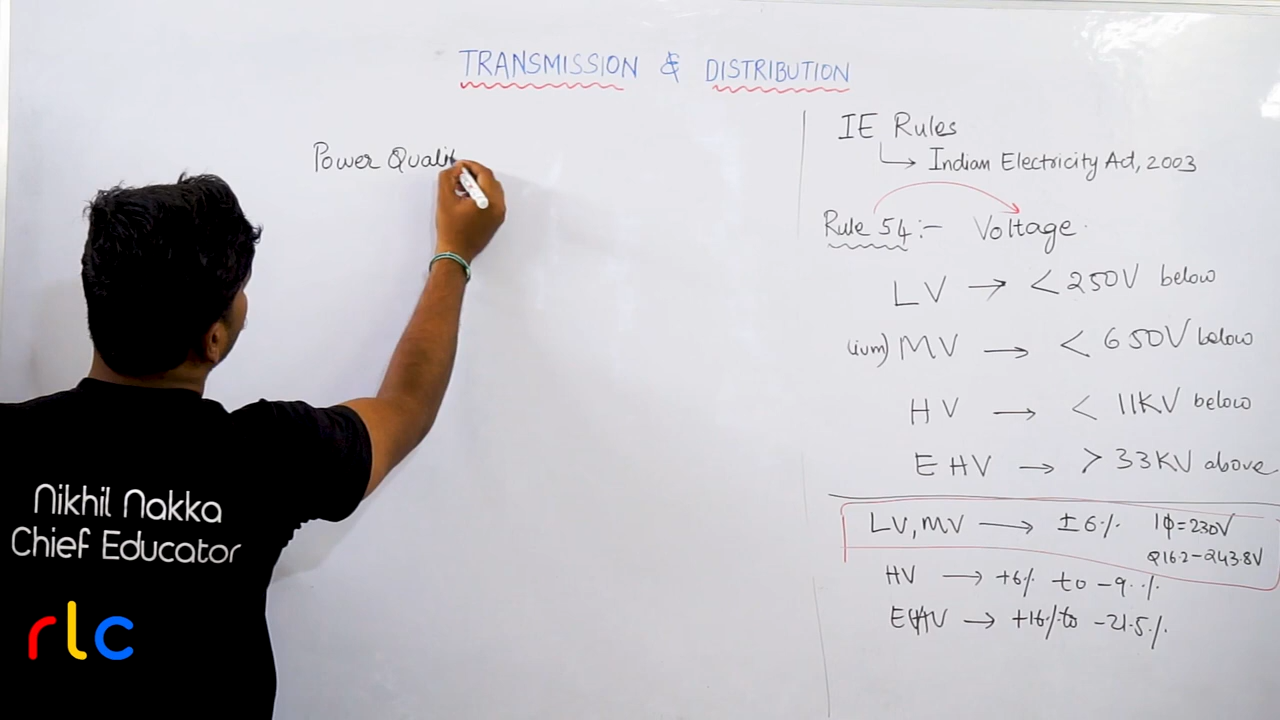 TRANSMISSION & DISTRIBUTION
Power Qualit
IE Rules
Indian Electricity Act, 2003
Rule 54:- Voltage
LV → < 250V below
(ium) MV → < 650V below
HV → < 11KV below
EHV → > 33KV above
LV, MV → ±6% 1φ=230V
216.2-243.8V
HV → +6% to -9%
EHV → to -21.5%
Nikhil Nakka
Chief Educator
rlc